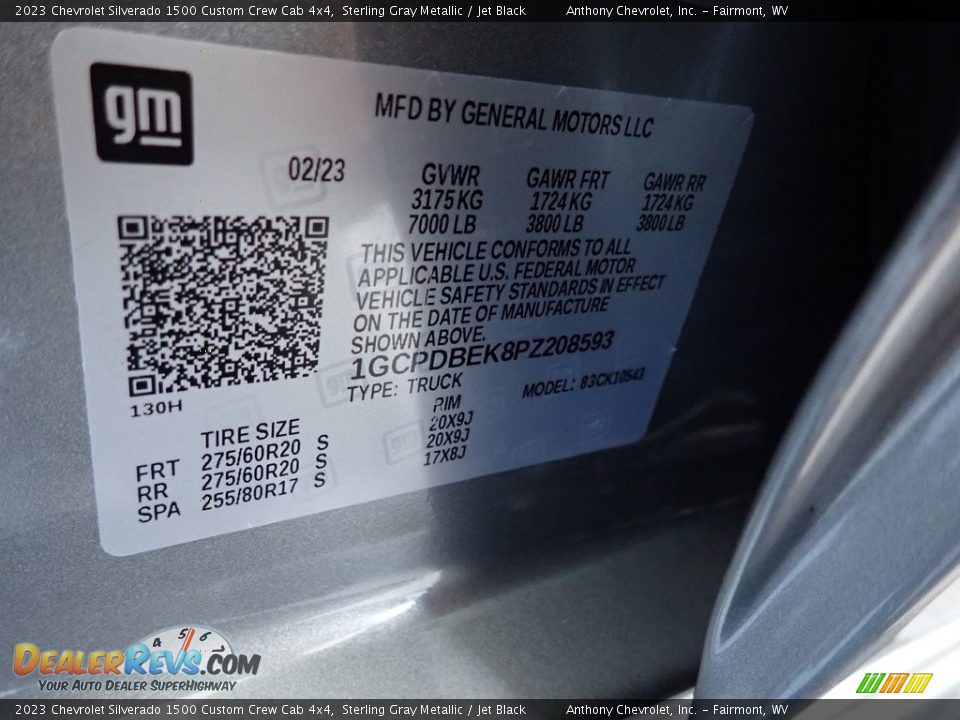 2023 Chevrolet Silverado 1500 Custom Crew Cab 4x4, Sterling Gray Metallic / Jet Black Anthony Chevrolet, Inc. - Fairmont, WV
gm
MFD BY GENERAL MOTORS LLC
02/23 GVWR GAWR FRT GAWR RR
3175 KG 1724 KG 1724 KG
7000 LB 3800 LB 3800 LB
THIS VEHICLE CONFORMS TO ALL
APPLICABLE U.S. FEDERAL MOTOR
VEHICLE SAFETY STANDARDS IN EFFECT
ON THE DATE OF MANUFACTURE
SHOWN ABOVE.
1GCPDBEK8PZ208593
TYPE: TRUCK MODEL: 83CK10543
130H
TIRE SIZE RIM
FRT 275/60R20 S 20X9J
RR 275/60R20 S 20X9J
SPA 255/80R17 S 17X8J
4 5 6
DEALERREVS.COM
YOUR AUTO DEALER SUPERHIGHWAY
2023 Chevrolet Silverado 1500 Custom Crew Cab 4x4, Sterling Gray Metallic / Jet Black Anthony Chevrolet, Inc. - Fairmont, WV